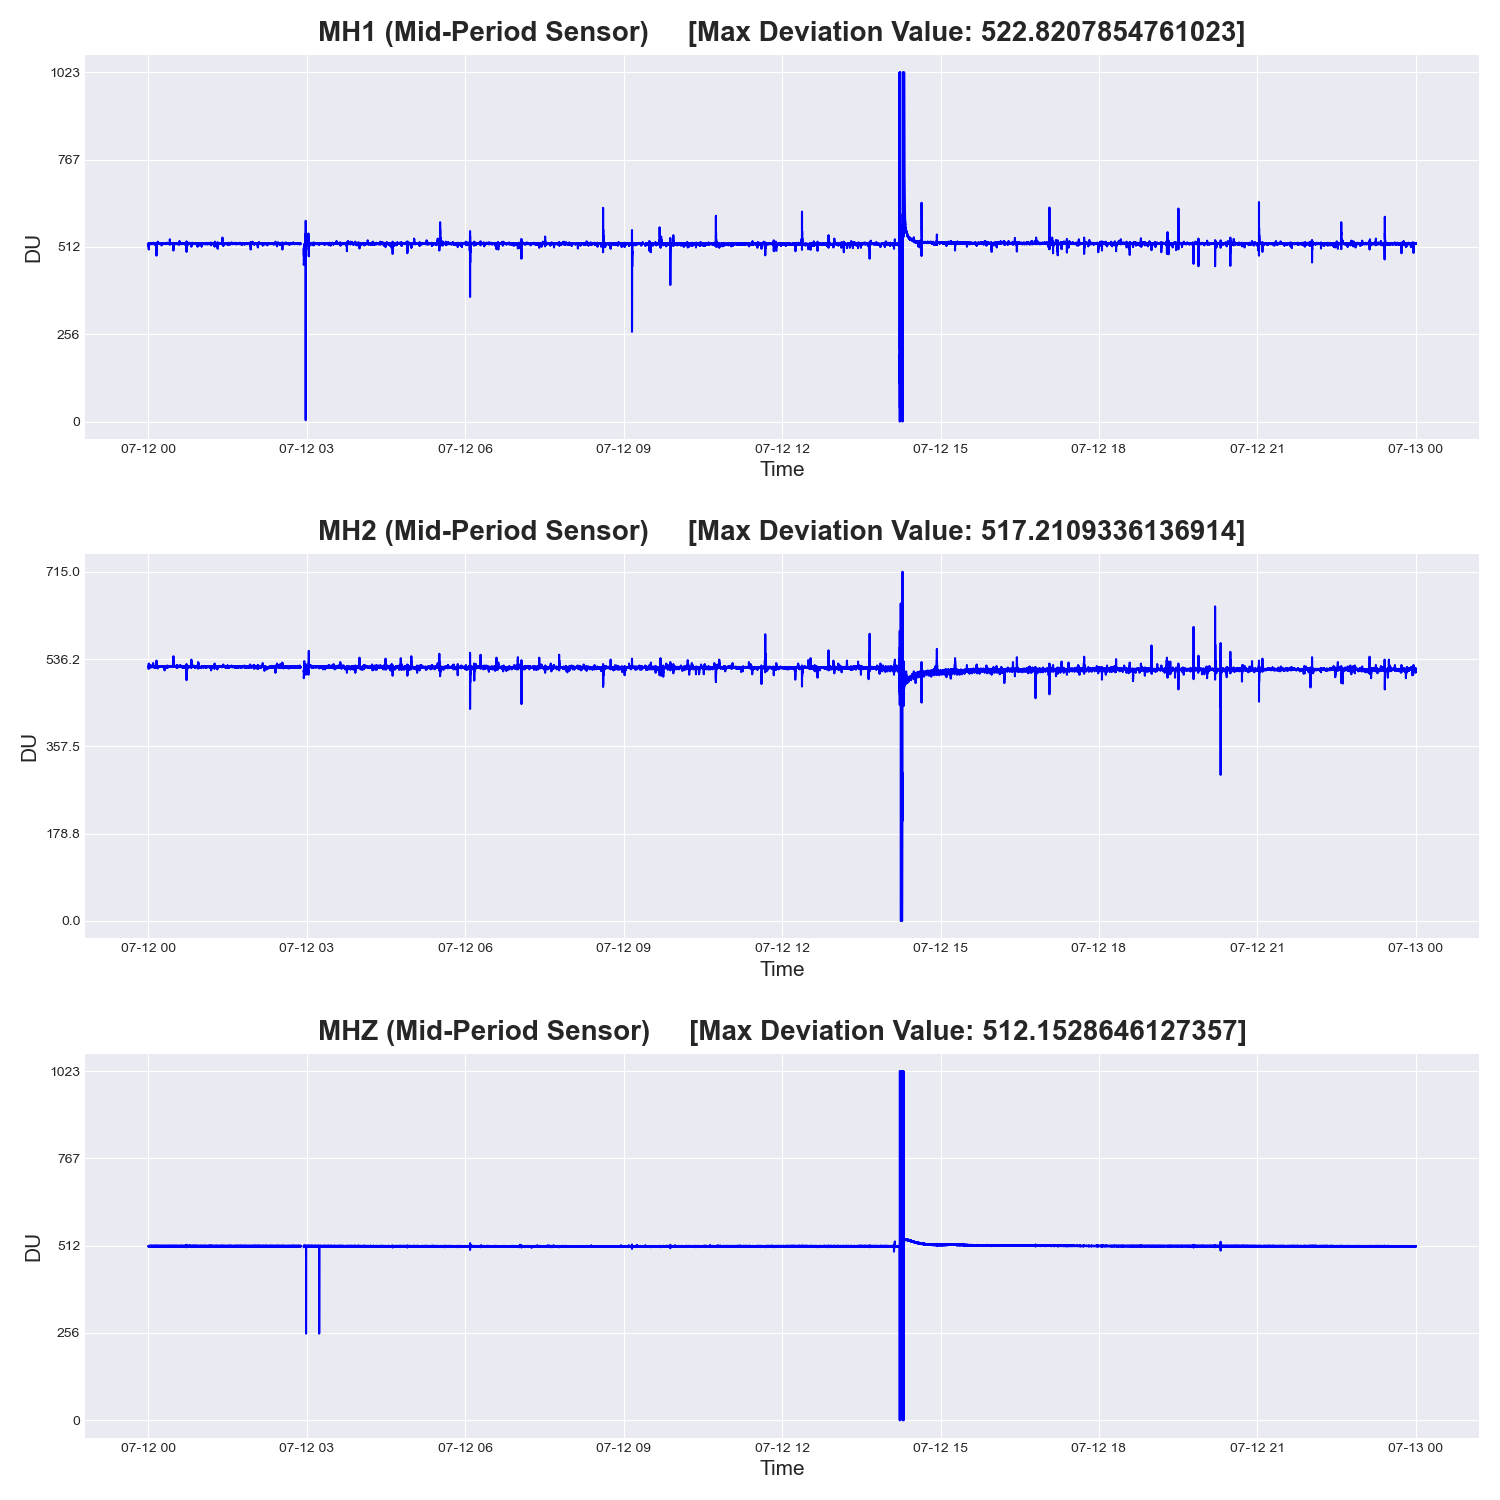 MH1 (Mid-Period Sensor) [Max Deviation Value: 522.8207854761023]
1023
767
512
256
0
DU
07-12 00 07-12 03 07-12 06 07-12 09 07-12 12 07-12 15 07-12 18 07-12 21 07-13 00
Time
MH2 (Mid-Period Sensor) [Max Deviation Value: 517.2109336136914]
715.0
536.2
357.5
178.8
0.0
DU
07-12 00 07-12 03 07-12 06 07-12 09 07-12 12 07-12 15 07-12 18 07-12 21 07-13 00
Time
MHZ (Mid-Period Sensor) [Max Deviation Value: 512.1528646127357]
1023
767
512
256
0
DU
07-12 00 07-12 03 07-12 06 07-12 09 07-12 12 07-12 15 07-12 18 07-12 21 07-13 00
Time